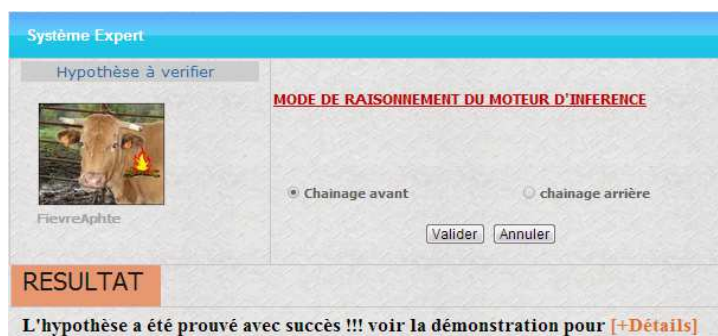 Système Expert
Hypothèse à verifier
MODE DE RAISONNEMENT DU MOTEUR D'INFERENCE
Chainage avant
chainage arrière
FievreAphte
Valider
Annuler
RESULTAT
L'hypothèse a été prouvé avec succès !!! voir la démonstration pour [+Détails]